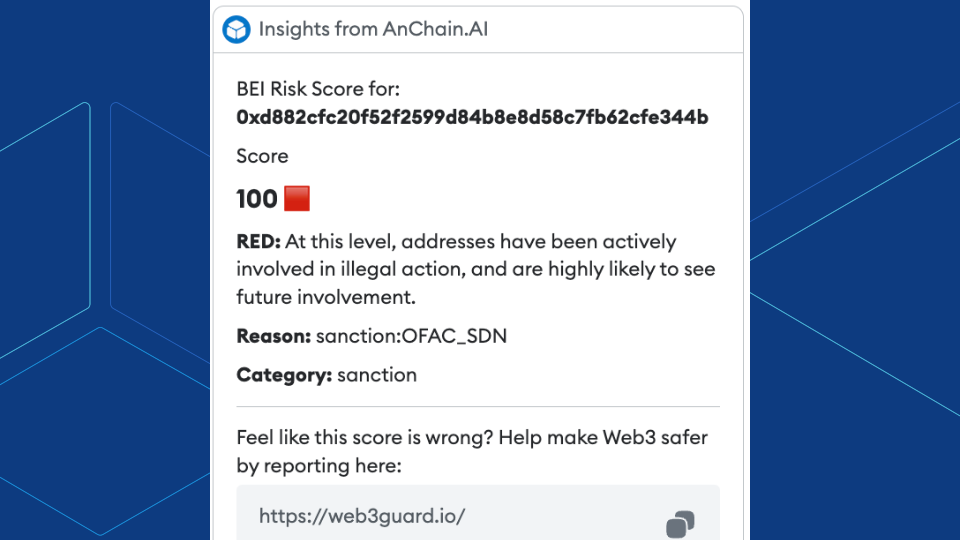 Insights from AnChain.AI
BEI Risk Score for:
0xd882cfc20f52f2599d84b8e8d58c7fb62cfe344b
Score
100
RED: At this level, addresses have been actively
involved in illegal action, and are highly likely to see
future involvement.
Reason: sanction:OFAC_SDN
Category: sanction
Feel like this score is wrong? Help make Web3 safer
by reporting here:
https://web3guard.io/